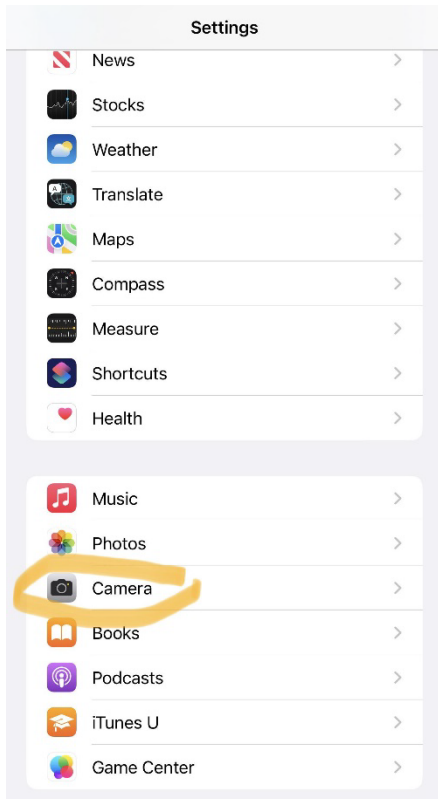 Settings
News
Stocks
Weather
Translate
Maps
Compass
Measure
Shortcuts
Health
Music
Photos
Camera
Books
Podcasts
iTunes U
Game Center